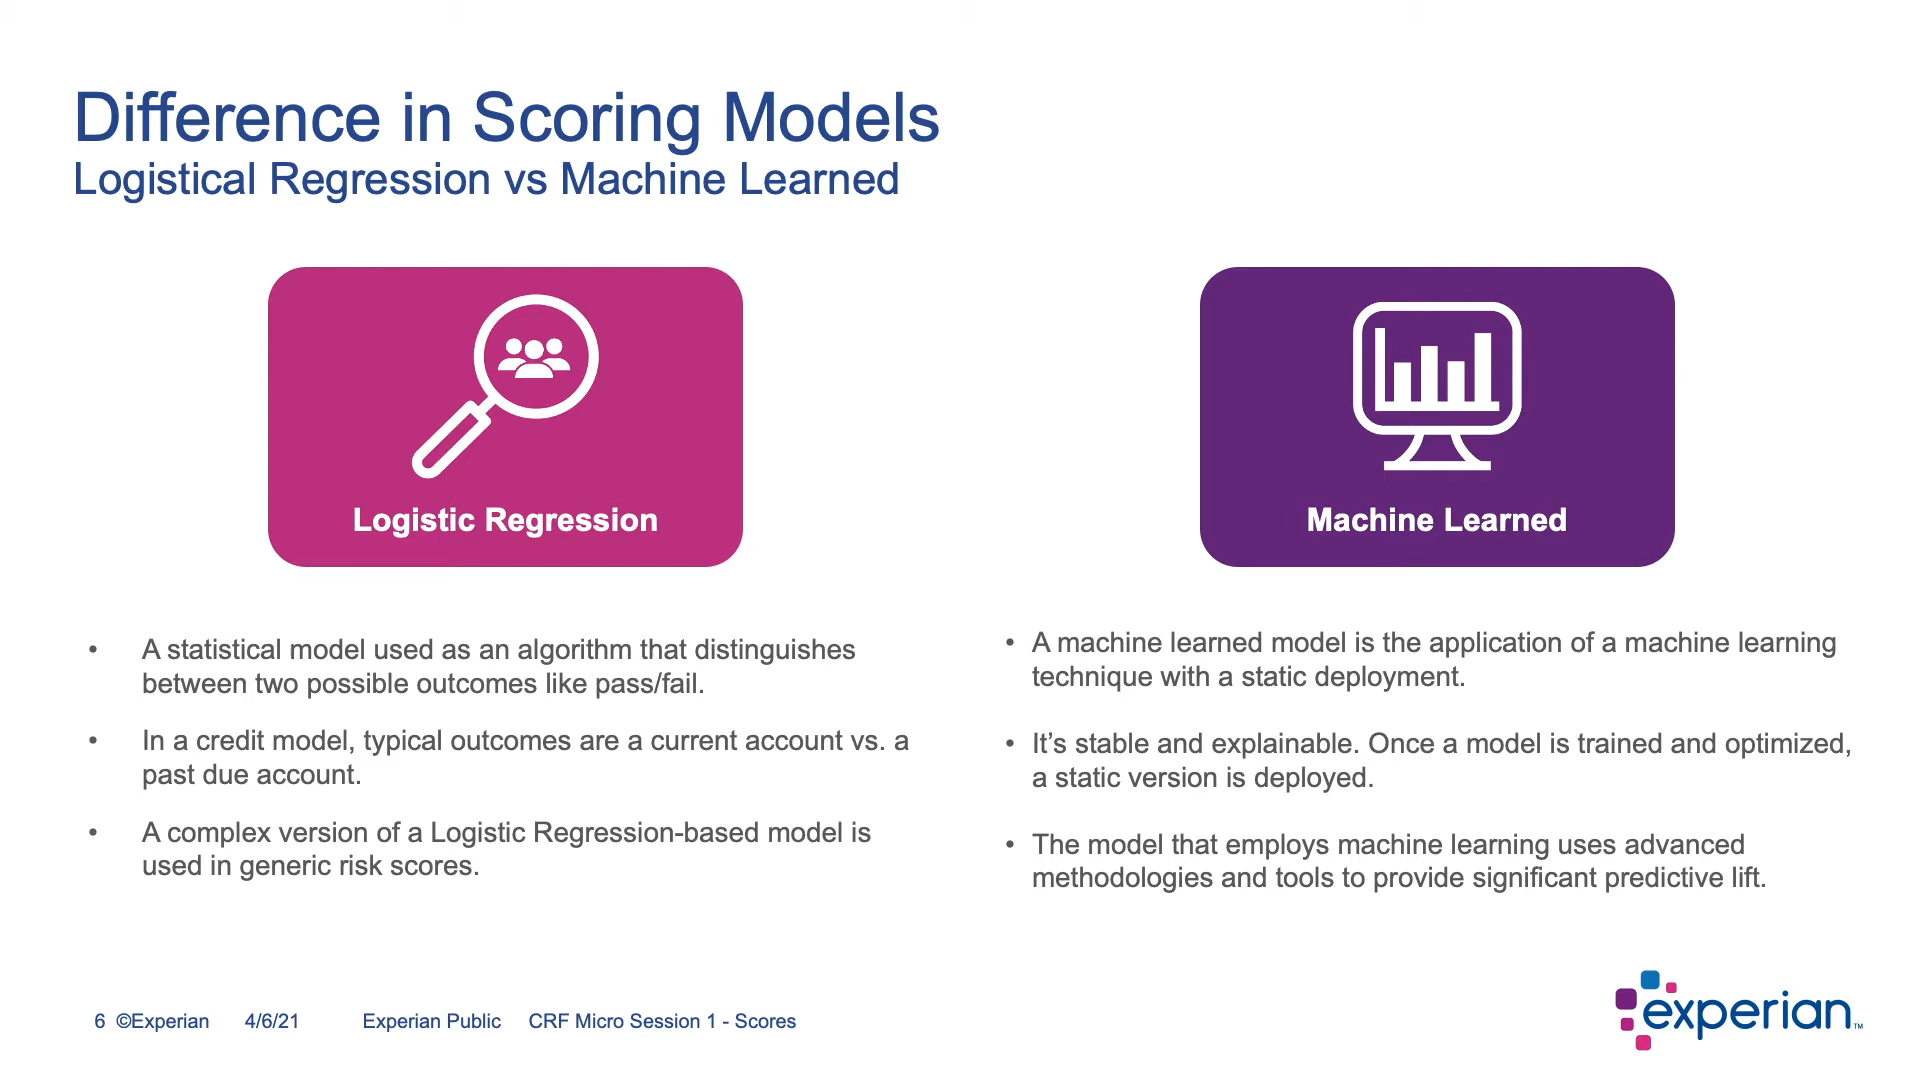 Difference in Scoring Models
Logistical Regression vs Machine Learned
Logistic Regression
• A statistical model used as an algorithm that distinguishes
between two possible outcomes like pass/fail.
• In a credit model, typical outcomes are a current account vs. a
past due account.
• A complex version of a Logistic Regression-based model is
used in generic risk scores.
Machine Learned
• A machine learned model is the application of a machine learning
technique with a static deployment.
• It’s stable and explainable. Once a model is trained and optimized,
a static version is deployed.
• The model that employs machine learning uses advanced
methodologies and tools to provide significant predictive lift.
6 ©Experian 4/6/21 Experian Public CRF Micro Session 1 - Scores
experian™